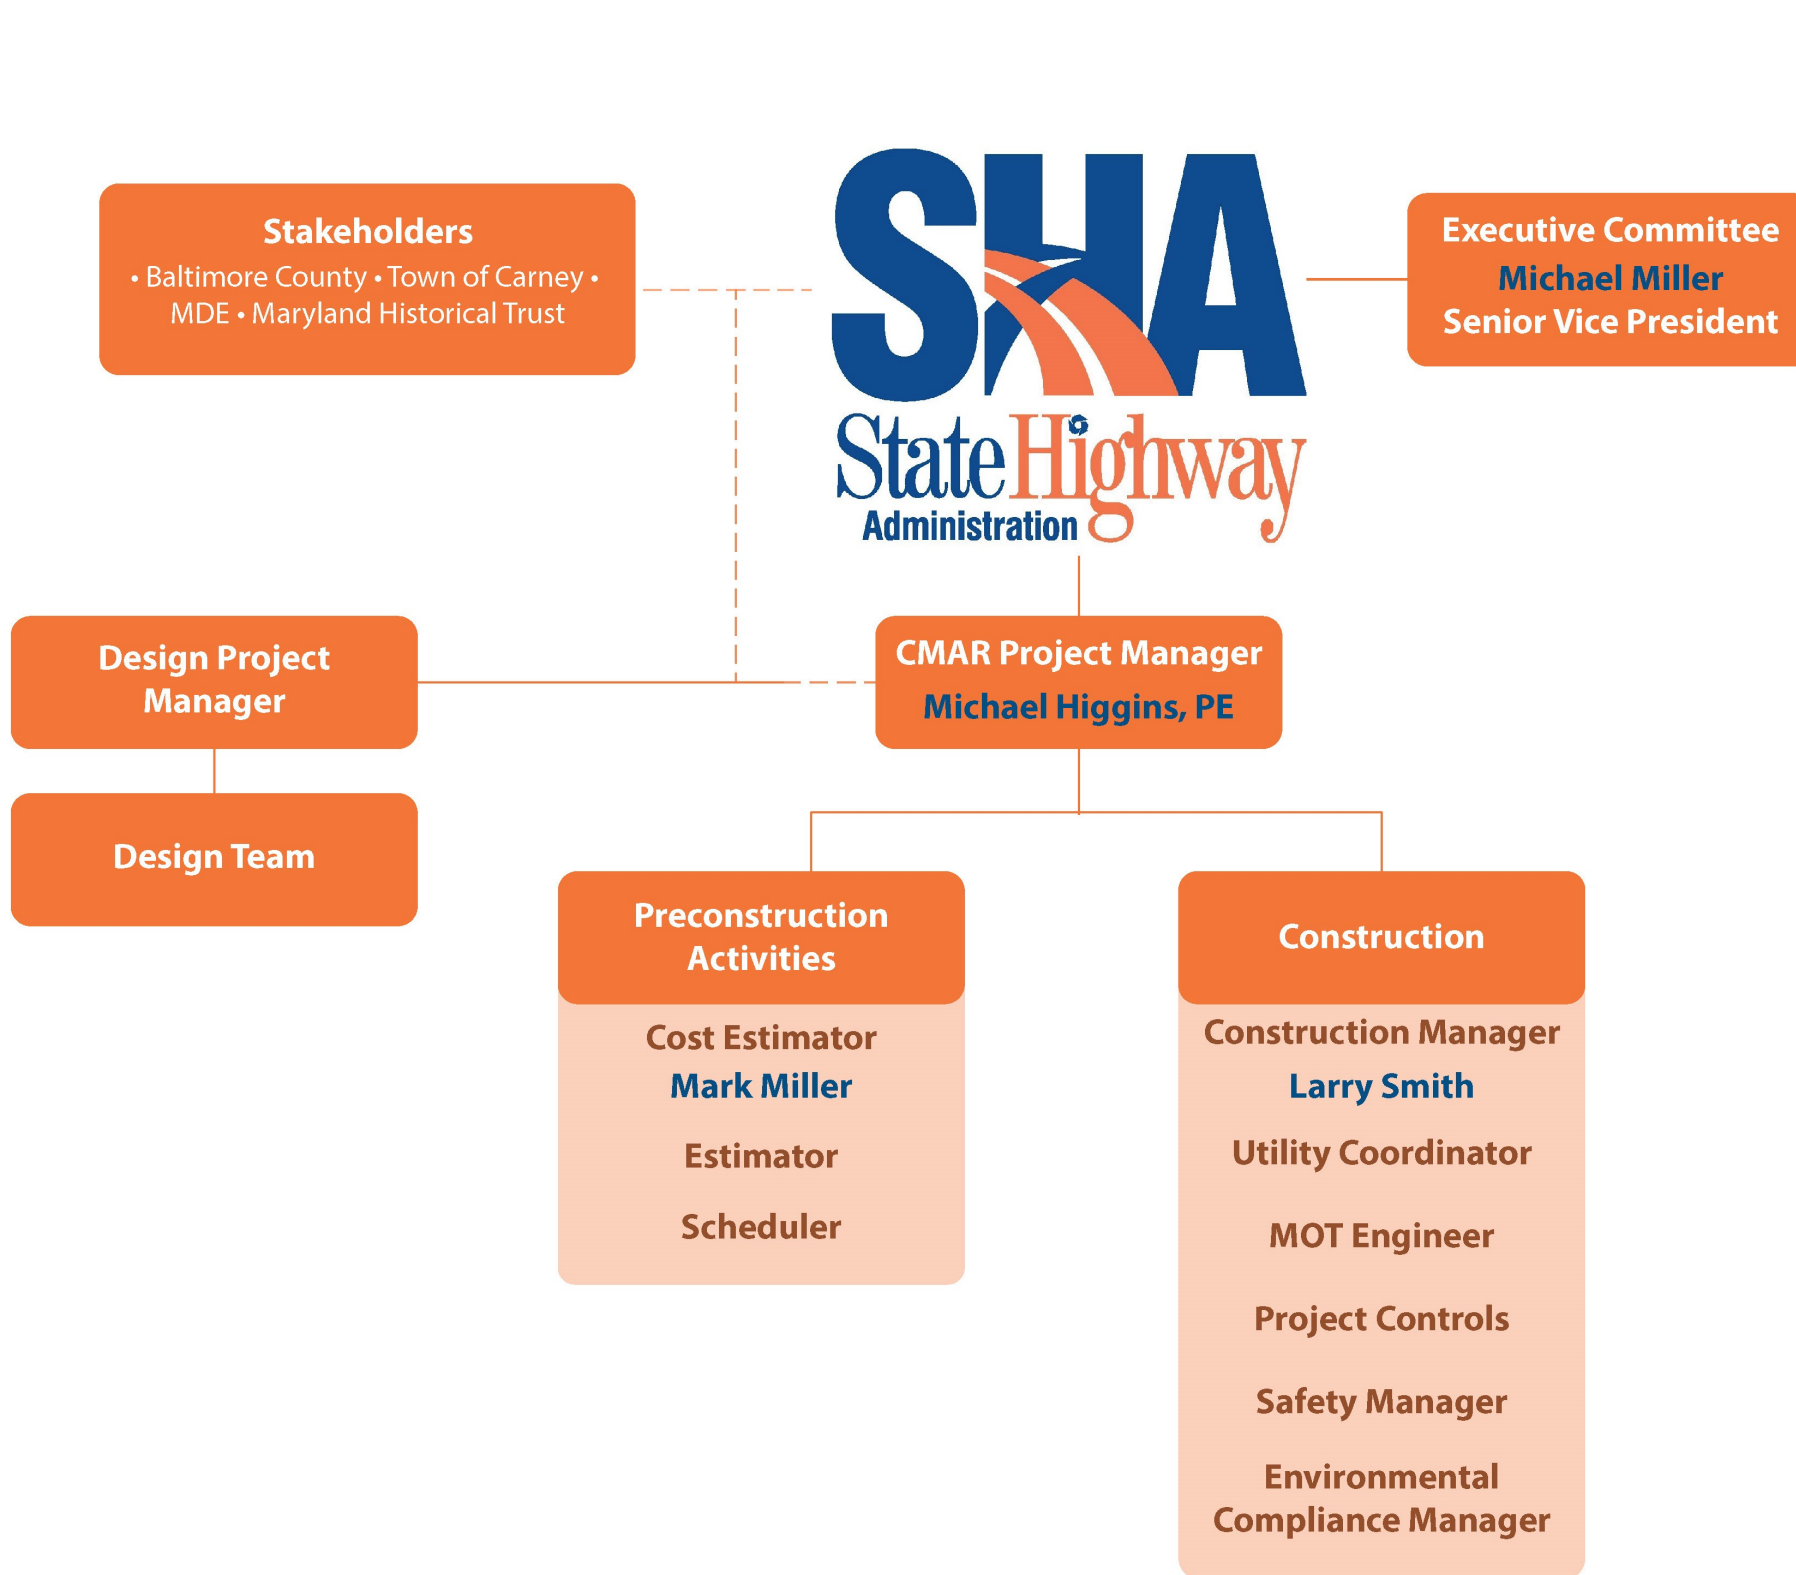 Stakeholders
• Baltimore County • Town of Carney •
MDE • Maryland Historical Trust
SHA
State Highway
Administration
Executive Committee
Michael Miller
Senior Vice President
Design Project
Manager
CMAR Project Manager
Michael Higgins, PE
Design Team
Preconstruction
Activities
Cost Estimator
Mark Miller
Estimator
Scheduler
Construction
Construction Manager
Larry Smith
Utility Coordinator
MOT Engineer
Project Controls
Safety Manager
Environmental
Compliance Manager